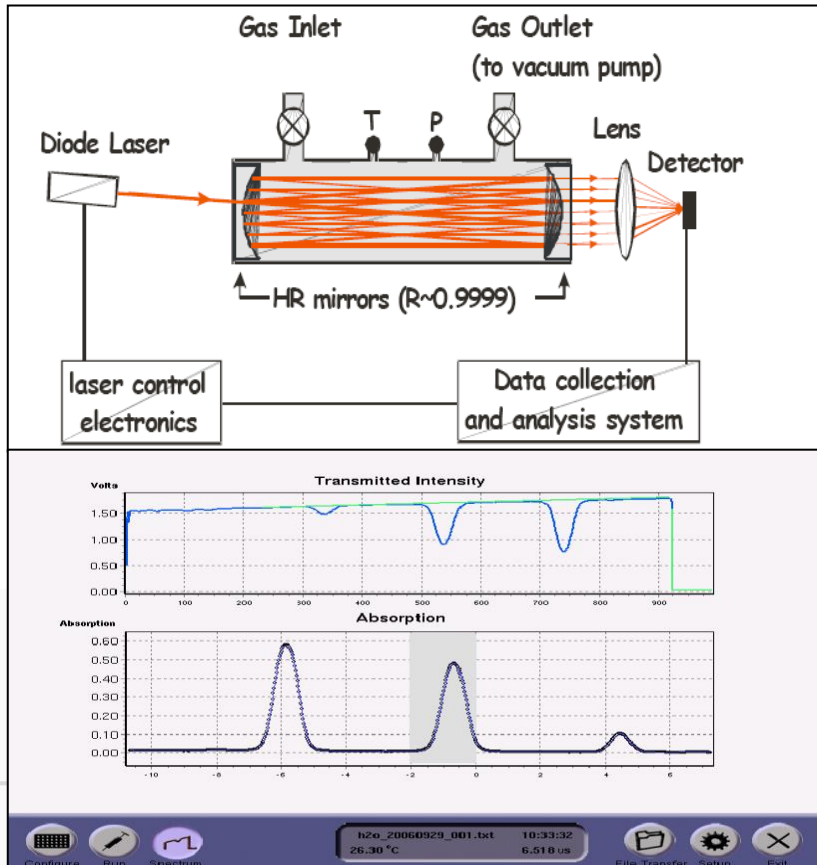 Gas Inlet
Gas Outlet
(to vacuum pump)
T
P
Lens
Diode Laser
Detector
HR mirrors (R~0.9999)
laser control
electronics
Data collection
and analysis system
Transmitted Intensity
Volts
1.50
1.00
0.50
0.00
0 100 200 300 400 500 600 700 800 900
Absorption
Absorption
0.60
0.50
0.40
0.30
0.20
0.10
0.00
-10 -8 -6 -4 -2 0 2 4 6
h2o_20060929_001.txt 10:33:32
26.30 °C 6.518 us
Configure Run Spectrum File Transfer Setup Exit